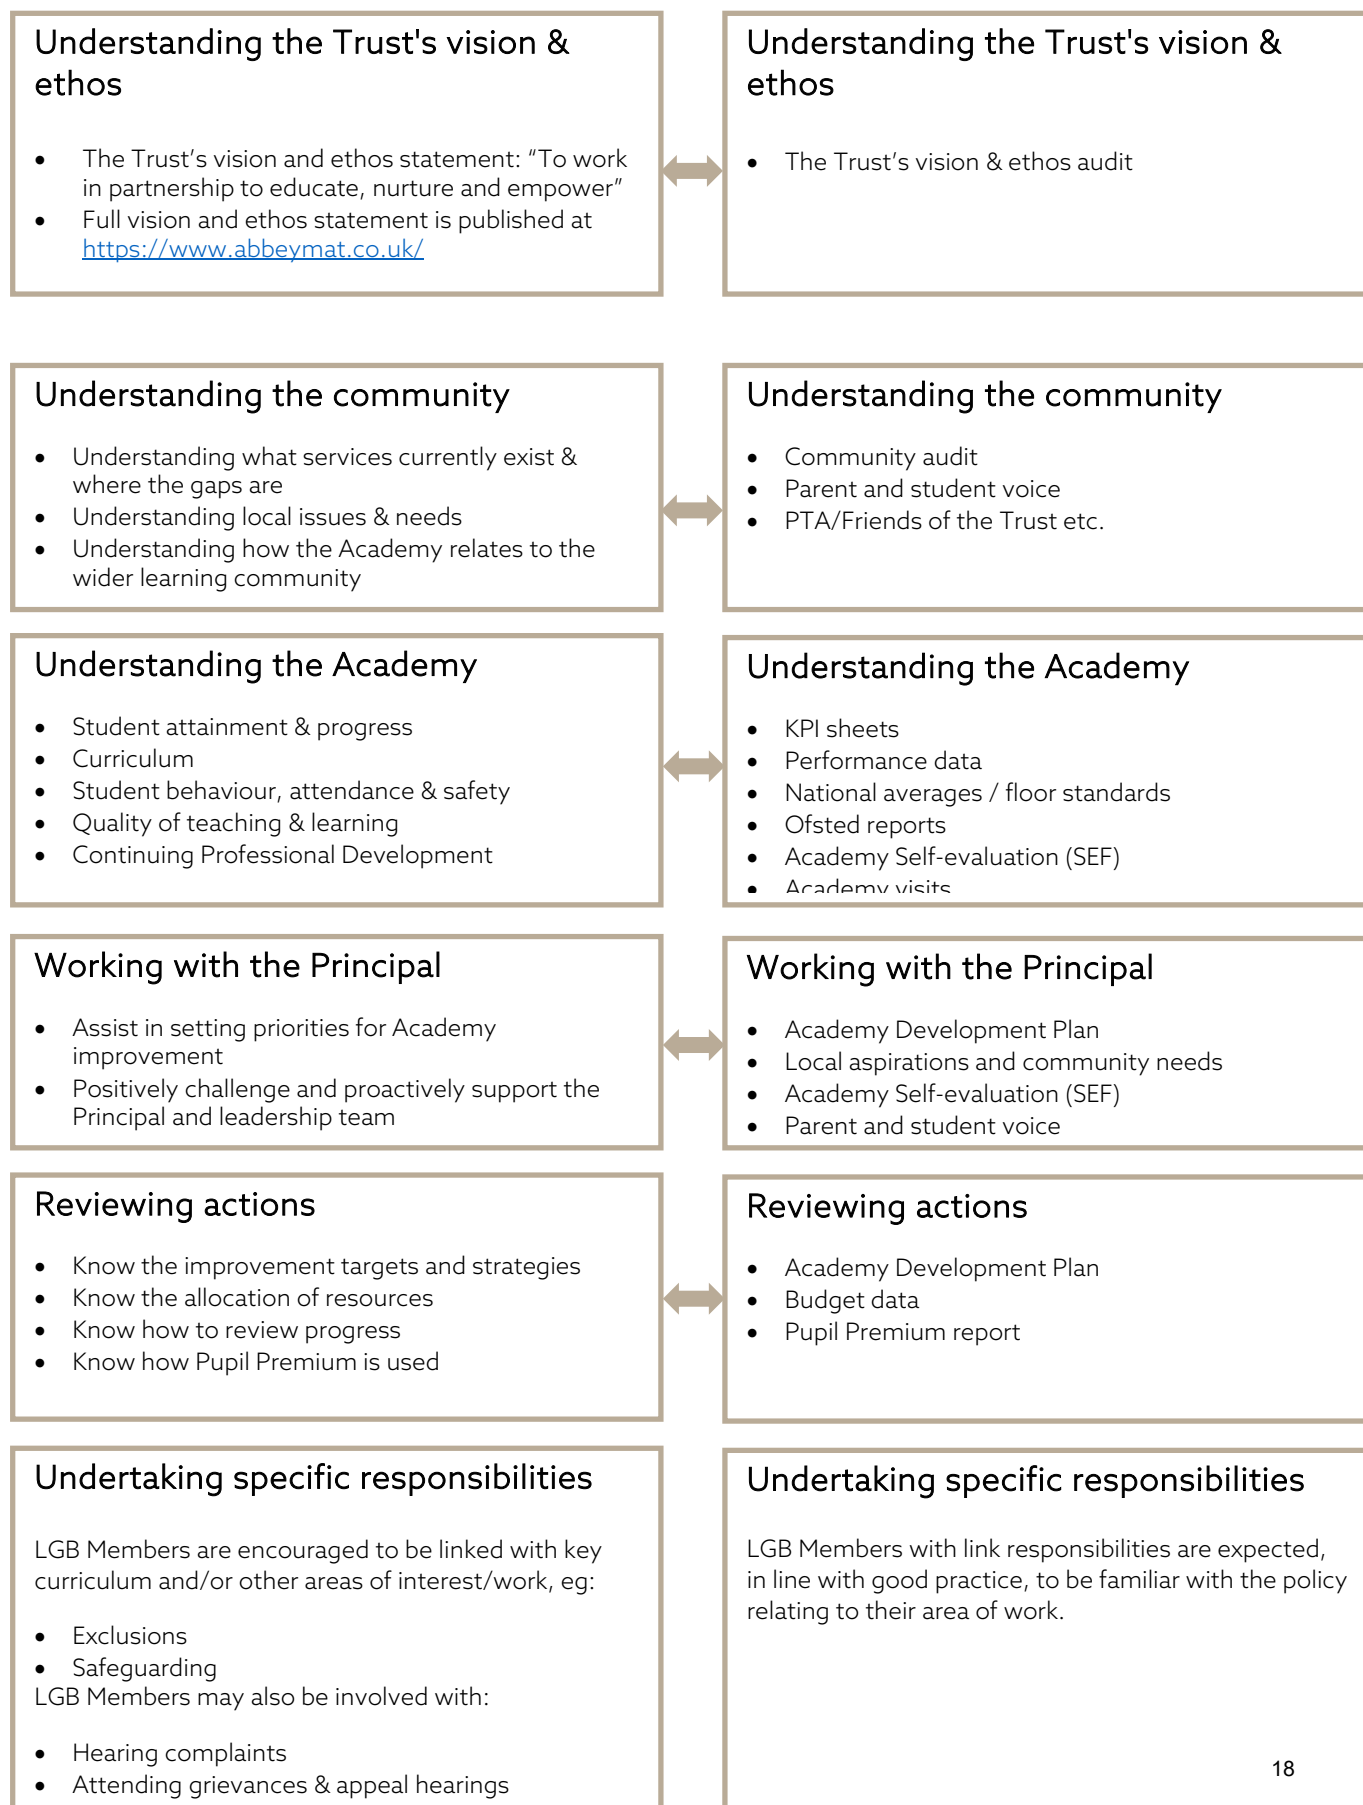 Understanding the Trust's vision &
ethos
• The Trust's vision and ethos statement: "To work
in partnership to educate, nurture and empower"
• Full vision and ethos statement is published at
https://www.abbeymat.co.uk/
Understanding the Trust's vision &
ethos
• The Trust's vision & ethos audit
Understanding the community
• Understanding what services currently exist &
where the gaps are
• Understanding local issues & needs
• Understanding how the Academy relates to the
wider learning community
Understanding the community
• Community audit
• Parent and student voice
• PTA/Friends of the Trust etc.
Understanding the Academy
• Student attainment & progress
• Curriculum
• Student behaviour, attendance & safety
• Quality of teaching & learning
• Continuing Professional Development
Understanding the Academy
• KPI sheets
• Performance data
• National averages / floor standards
• Ofsted reports
• Academy Self-evaluation (SEF)
• Academy visits
Working with the Principal
• Assist in setting priorities for Academy
improvement
• Positively challenge and proactively support the
Principal and leadership team
Working with the Principal
• Academy Development Plan
• Local aspirations and community needs
• Academy Self-evaluation (SEF)
• Parent and student voice
Reviewing actions
• Know the improvement targets and strategies
• Know the allocation of resources
• Know how to review progress
• Know how Pupil Premium is used
Reviewing actions
• Academy Development Plan
• Budget data
• Pupil Premium report
Undertaking specific responsibilities
LGB Members are encouraged to be linked with key
curriculum and/or other areas of interest/work, eg:
• Exclusions
• Safeguarding
LGB Members may also be involved with:
• Hearing complaints
• Attending grievances & appeal hearings
Undertaking specific responsibilities
LGB Members with link responsibilities are expected,
in line with good practice, to be familiar with the policy
relating to their area of work.
18